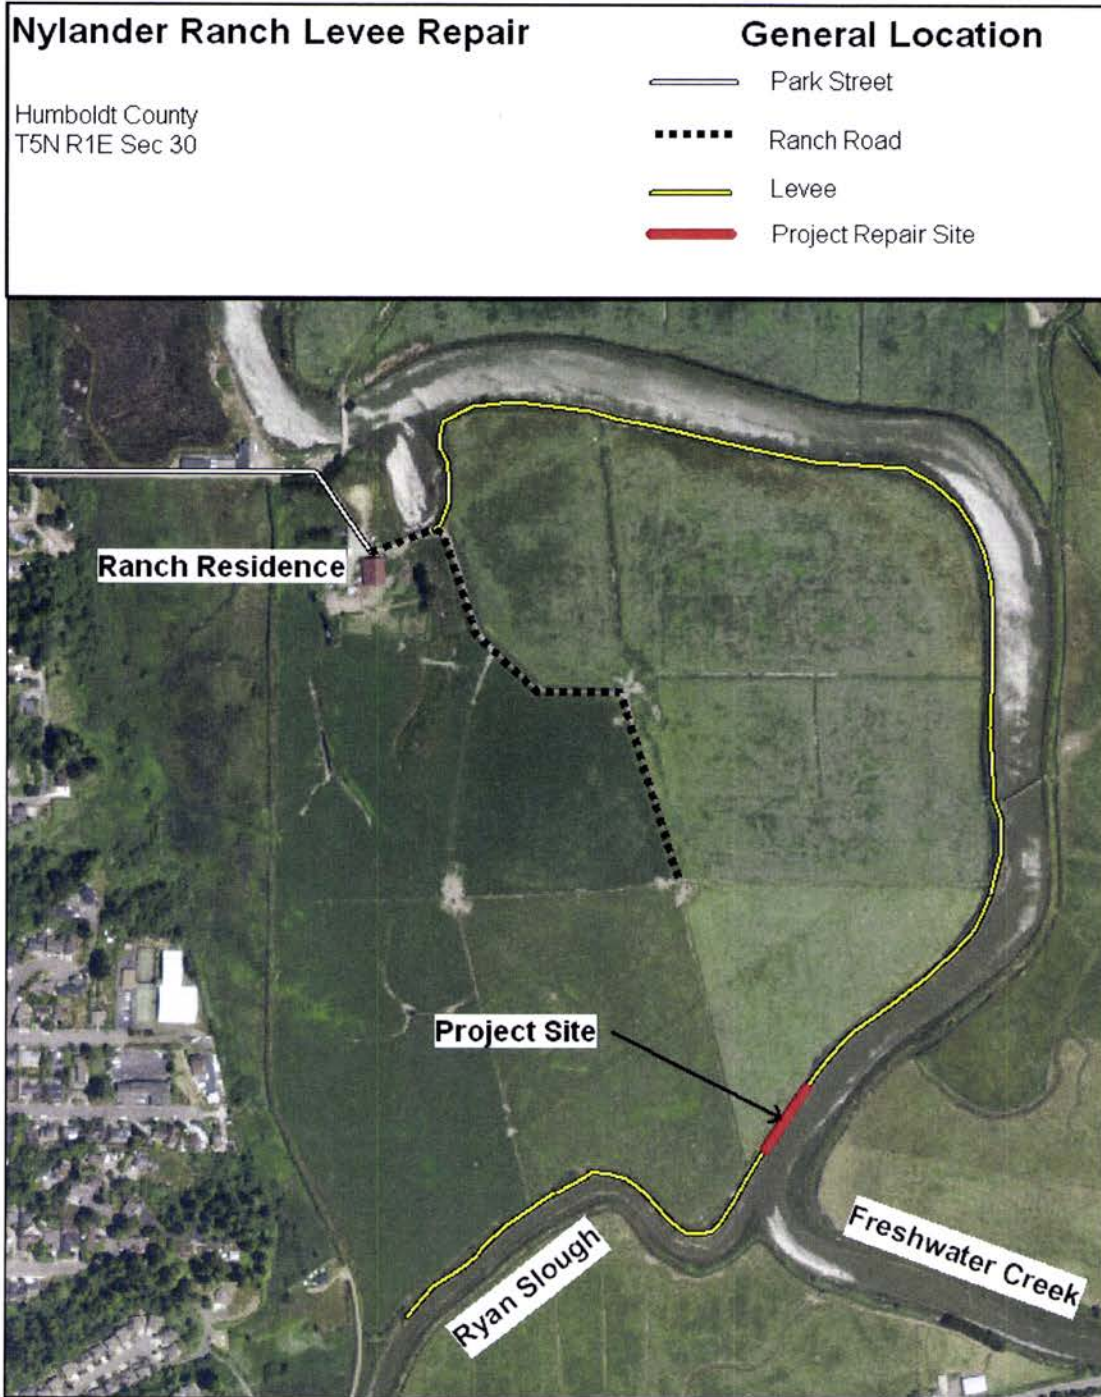 Nylander Ranch Levee Repair
Humboldt County
T5N R1E Sec 30
General Location
Park Street
Ranch Road
Levee
Project Repair Site
Ranch Residence
Project Site
Ryan Slough
Freshwater Creek